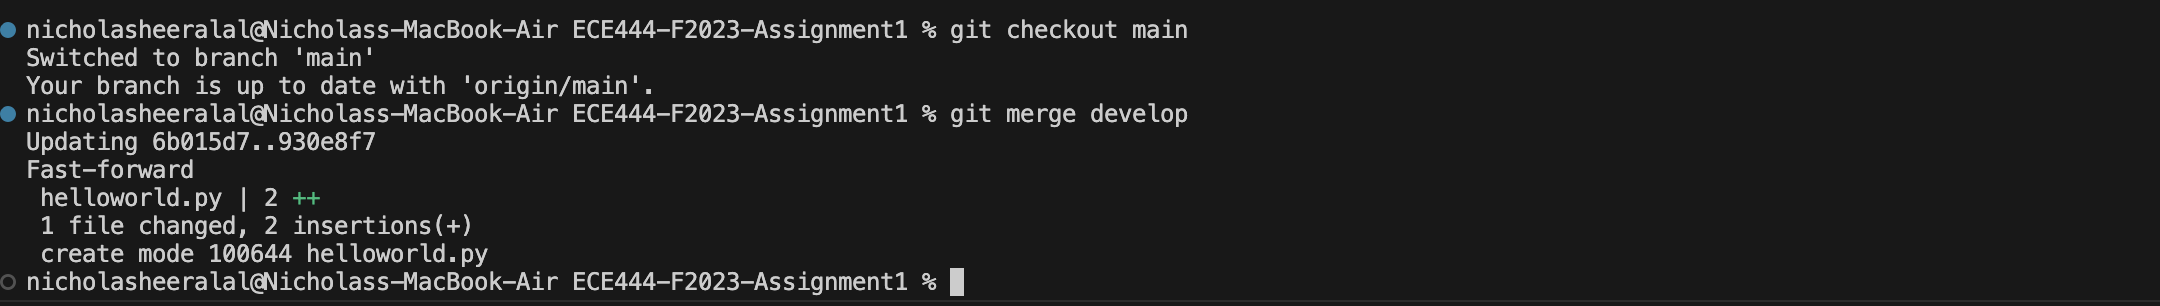 nicholasheeralal@Nicholass-MacBook-Air ECE444-F2023-Assignment1 % git checkout main
Switched to branch 'main'
Your branch is up to date with 'origin/main'.
nicholasheeralal@Nicholass-MacBook-Air ECE444-F2023-Assignment1 % git merge develop
Updating 6b015d7..930e8f7
Fast-forward
 helloworld.py | 2 ++
 1 file changed, 2 insertions(+)
 create mode 100644 helloworld.py
nicholasheeralal@Nicholass-MacBook-Air ECE444-F2023-Assignment1 %